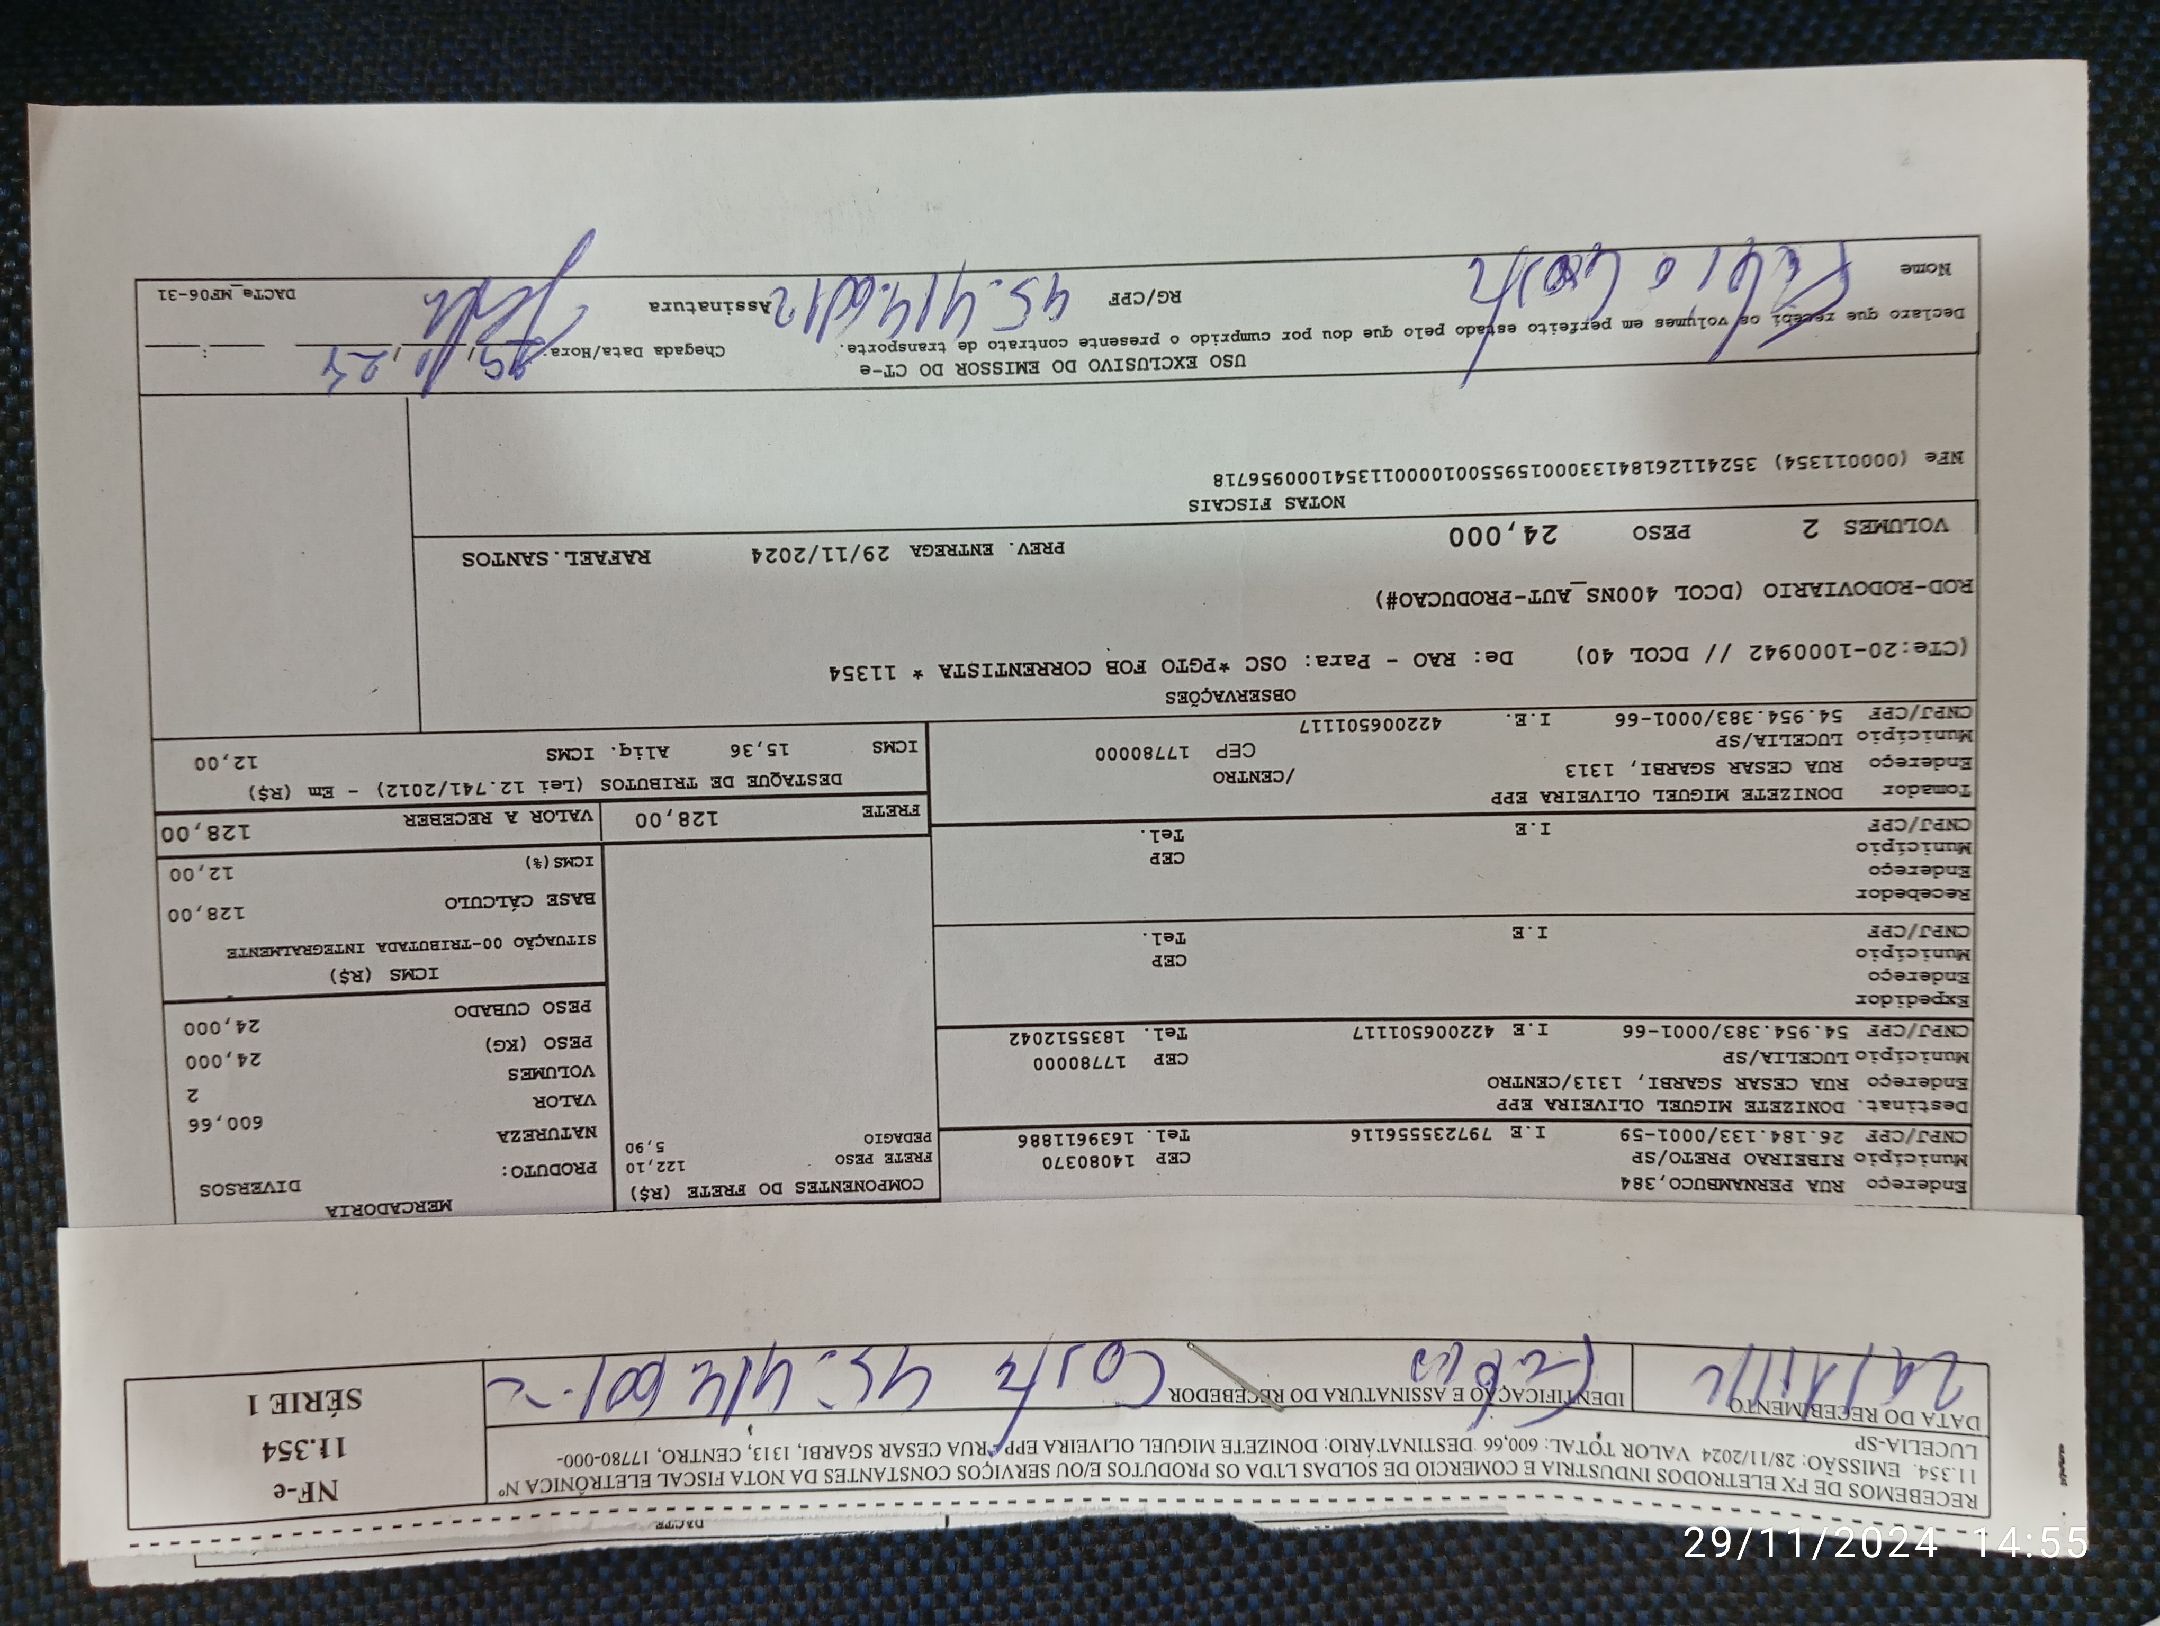 DACTE
RECEBEMOS DE FX ELETRODOS INDUSTRIA E COMERCIO DE SOLDAS LTDA OS PRODUTOS E/OU SERVIÇOS CONSTANTES DA NOTA FISCAL ELETRÔNICA Nº
11.354. EMISSÃO: 28/11/2024 VALOR TOTAL: 600,66 DESTINATÁRIO: DONIZETE MIGUEL OLIVEIRA EPP - RUA CESAR SGARBI, 1313, CENTRO, 17780-000-
LUCELIA-SP
DATA DO RECEBIMENTO
IDENTIFICAÇÃO E ASSINATURA DO RECEBEDOR
Fabio Costa 45.414.601-2
NF-e
11.354
SÉRIE 1
Endereço RUA PERNAMBUCO,384
Município RIBEIRAO PRETO/SP CEP 14080370
CNPJ/CPF 26.184.133/0001-59 I.E 797235556116 Tel. 1639611886
Destinat. DONIZETE MIGUEL OLIVEIRA EPP
Endereço RUA CESAR SGARBI, 1313/CENTRO
Município LUCELIA/SP CEP 17780000
CNPJ/CPF 54.954.383/0001-66 I.E 422006501117 Tel. 1835512042
Expedidor
Endereço
Município CEP
CNPJ/CPF I.E Tel.
Recebedor
Endereço
Município CEP
CNPJ/CPF I.E Tel.
Tomador DONIZETE MIGUEL OLIVEIRA EPP
Endereço RUA CESAR SGARBI, 1313 /CENTRO
Município LUCELIA/SP CEP 17780000
CNPJ/CPF 54.954.383/0001-66 I.E. 422006501117
COMPONENTES DO FRETE (R$)
FRETE PESO 122,10
PEDAGIO 5,90
MERCADORIA
PRODUTO: DIVERSOS
NATUREZA
VALOR 600,66
VOLUMES 2
PESO (KG) 24,000
PESO CUBADO 24,000
ICMS (R$)
SITUAÇÃO 00-TRIBUTADA INTEGRALMENTE
BASE CÁLCULO 128,00
ICMS(%) 12,00
FRETE 128,00 VALOR A RECEBER 128,00
DESTAQUE DE TRIBUTOS (Lei 12.741/2012) - Em (R$)
ICMS 15,36 Aliq. ICMS 12,00
OBSERVAÇÕES
(CTe:20-1000942 // DCOL 40) De: RAO - Para: OSC *PGTO FOB CORRENTISTA * 11354
ROD-RODOVIARIO (DCOL 400NS_AUT-PRODUCAO#)
VOLUMES 2 PESO 24,000 PREV. ENTREGA 29/11/2024 RAFAEL.SANTOS
NOTAS FISCAIS
NFe (000011354) 35241126184133000159550010000113541000956718
USO EXCLUSIVO DO EMISSOR DO CT-e
Declaro que recebi os volumes em perfeito estado pelo que dou por cumprido o presente contrato de transporte.
Chegada Data/Hora:
Nome Fabio Costa RG/CPF 45.414.601 2 Assinatura
DACTe_MF06-31
29/11/2024 14:55